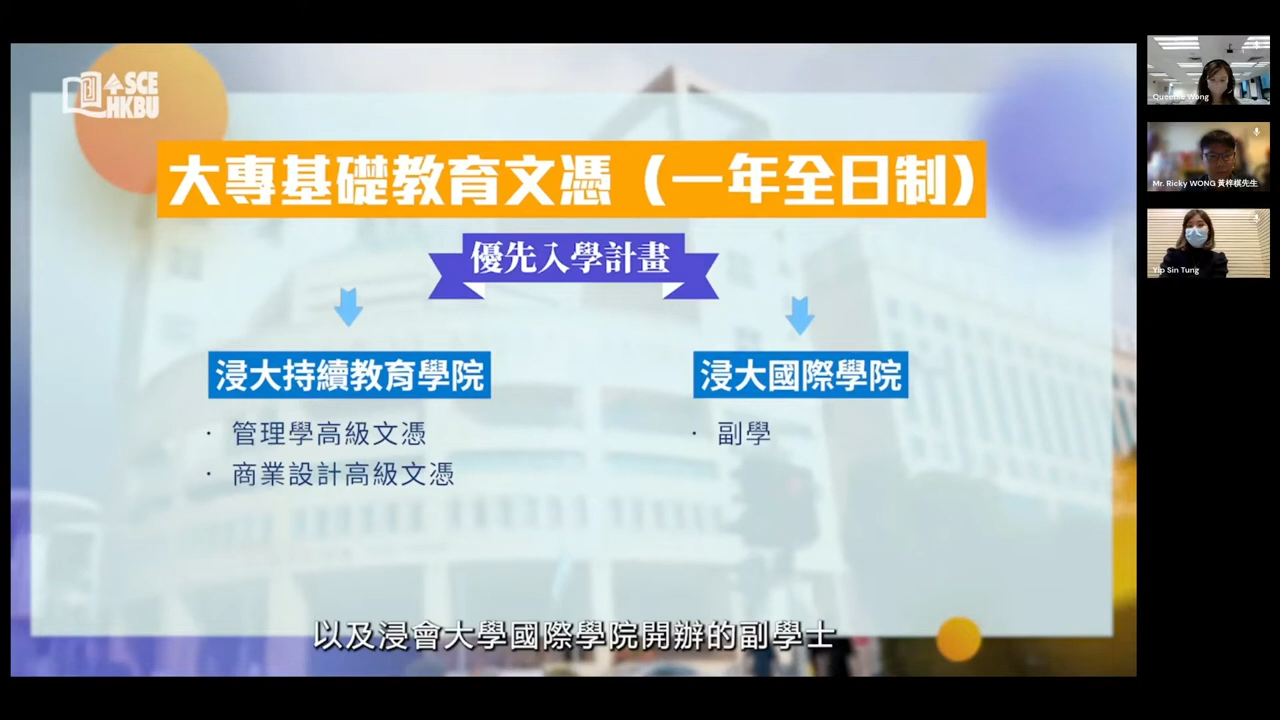 SCE
HKBU
大專基礎教育文憑（一年全日制）
優先入學計畫
浸大持續教育學院
· 管理學高級文憑
· 商業設計高級文憑
浸大國際學院
· 副學
以及浸會大學國際學院開辦的副學士
Queenie Wong
Mr. Ricky WONG 黃梓棋先生
Yip Sin Tung